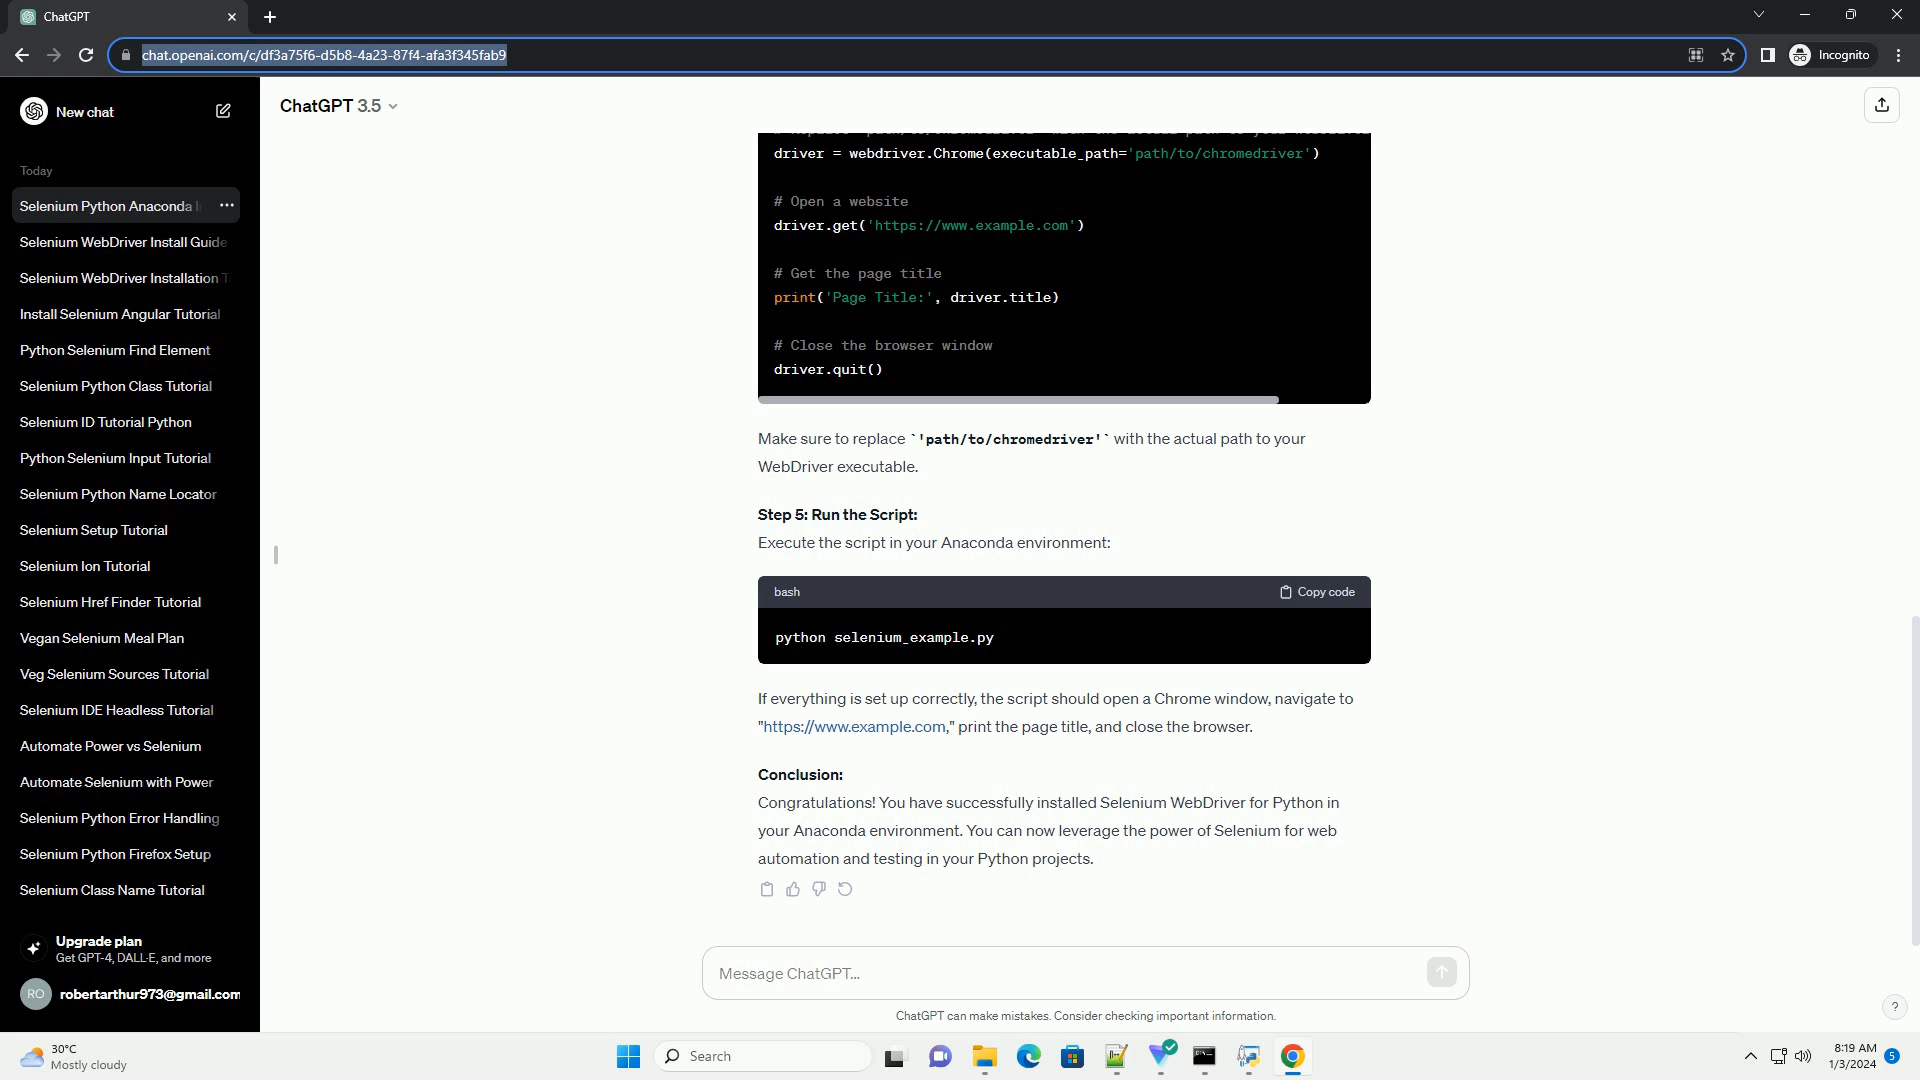 ChatGPT
chat.openai.com/c/df3a75f6-d5b8-4a23-87f4-afa3f345fab9
Incognito
New chat
Today
Selenium Python Anaconda
Selenium WebDriver Install Guide
Selenium WebDriver Installation
Install Selenium Angular Tutorial
Python Selenium Find Element
Selenium Python Class Tutorial
Selenium ID Tutorial Python
Python Selenium Input Tutorial
Selenium Python Name Locator
Selenium Setup Tutorial
Selenium Ion Tutorial
Selenium Href Finder Tutorial
Vegan Selenium Meal Plan
Veg Selenium Sources Tutorial
Selenium IDE Headless Tutorial
Automate Power vs Selenium
Automate Selenium with Power
Selenium Python Error Handling
Selenium Python Firefox Setup
Selenium Class Name Tutorial
Upgrade plan
Get GPT-4, DALL·E, and more
RO
robertarthur973@gmail.com
ChatGPT 3.5
driver = webdriver.Chrome(executable_path='path/to/chromedriver')
# Open a website
driver.get('https://www.example.com')
# Get the page title
print('Page Title:', driver.title)
# Close the browser window
driver.quit()
Make sure to replace `'path/to/chromedriver'` with the actual path to your
WebDriver executable.
Step 5: Run the Script:
Execute the script in your Anaconda environment:
bash
Copy code
python selenium_example.py
If everything is set up correctly, the script should open a Chrome window, navigate to
"https://www.example.com," print the page title, and close the browser.
Conclusion:
Congratulations! You have successfully installed Selenium WebDriver for Python in
your Anaconda environment. You can now leverage the power of Selenium for web
automation and testing in your Python projects.
Message ChatGPT...
ChatGPT can make mistakes. Consider checking important information.
?
30°C
Mostly cloudy
Search
8:19 AM
1/3/2024
5